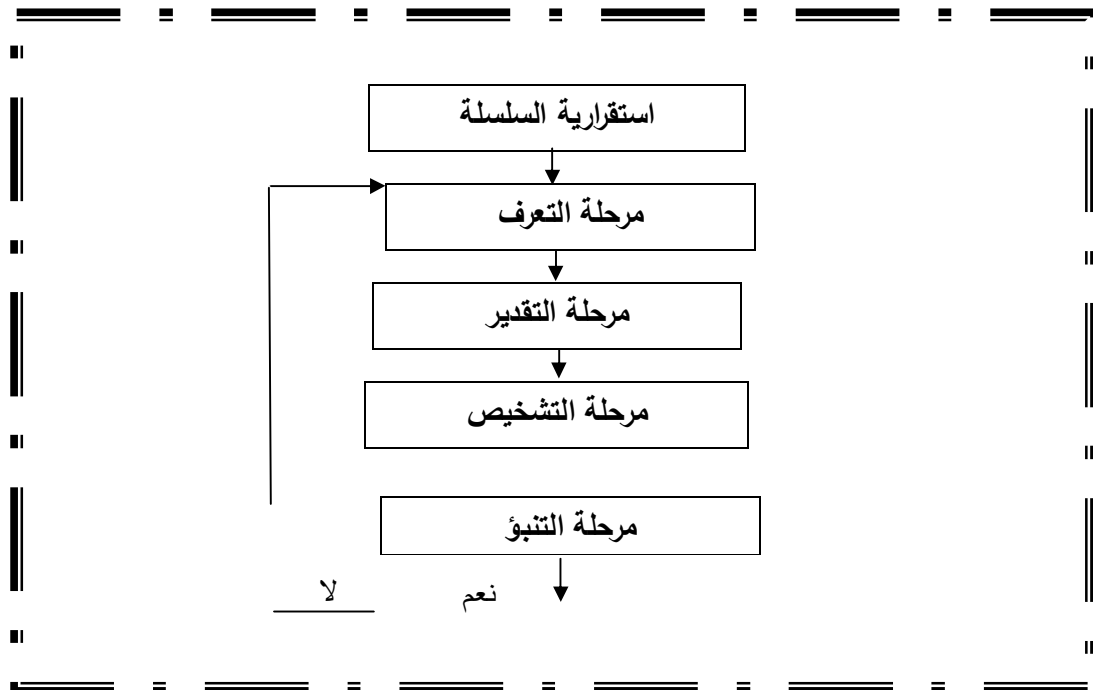 استقرارية السلسلة
مرحلة التعرف
مرحلة التقدير
مرحلة التشخيص
مرحلة التنبؤ
نعم
لا